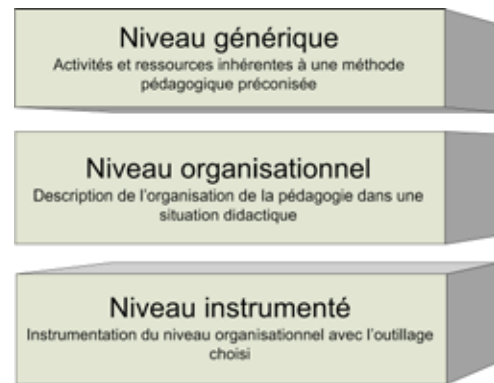 Niveau générique
Activités et ressources inhérentes à une méthode
pédagogique préconisée
Niveau organisationnel
Description de l'organisation de la pédagogie dans une
situation didactique
Niveau instrumenté
Instrumentation du niveau organisationnel avec l'outillage
choisi